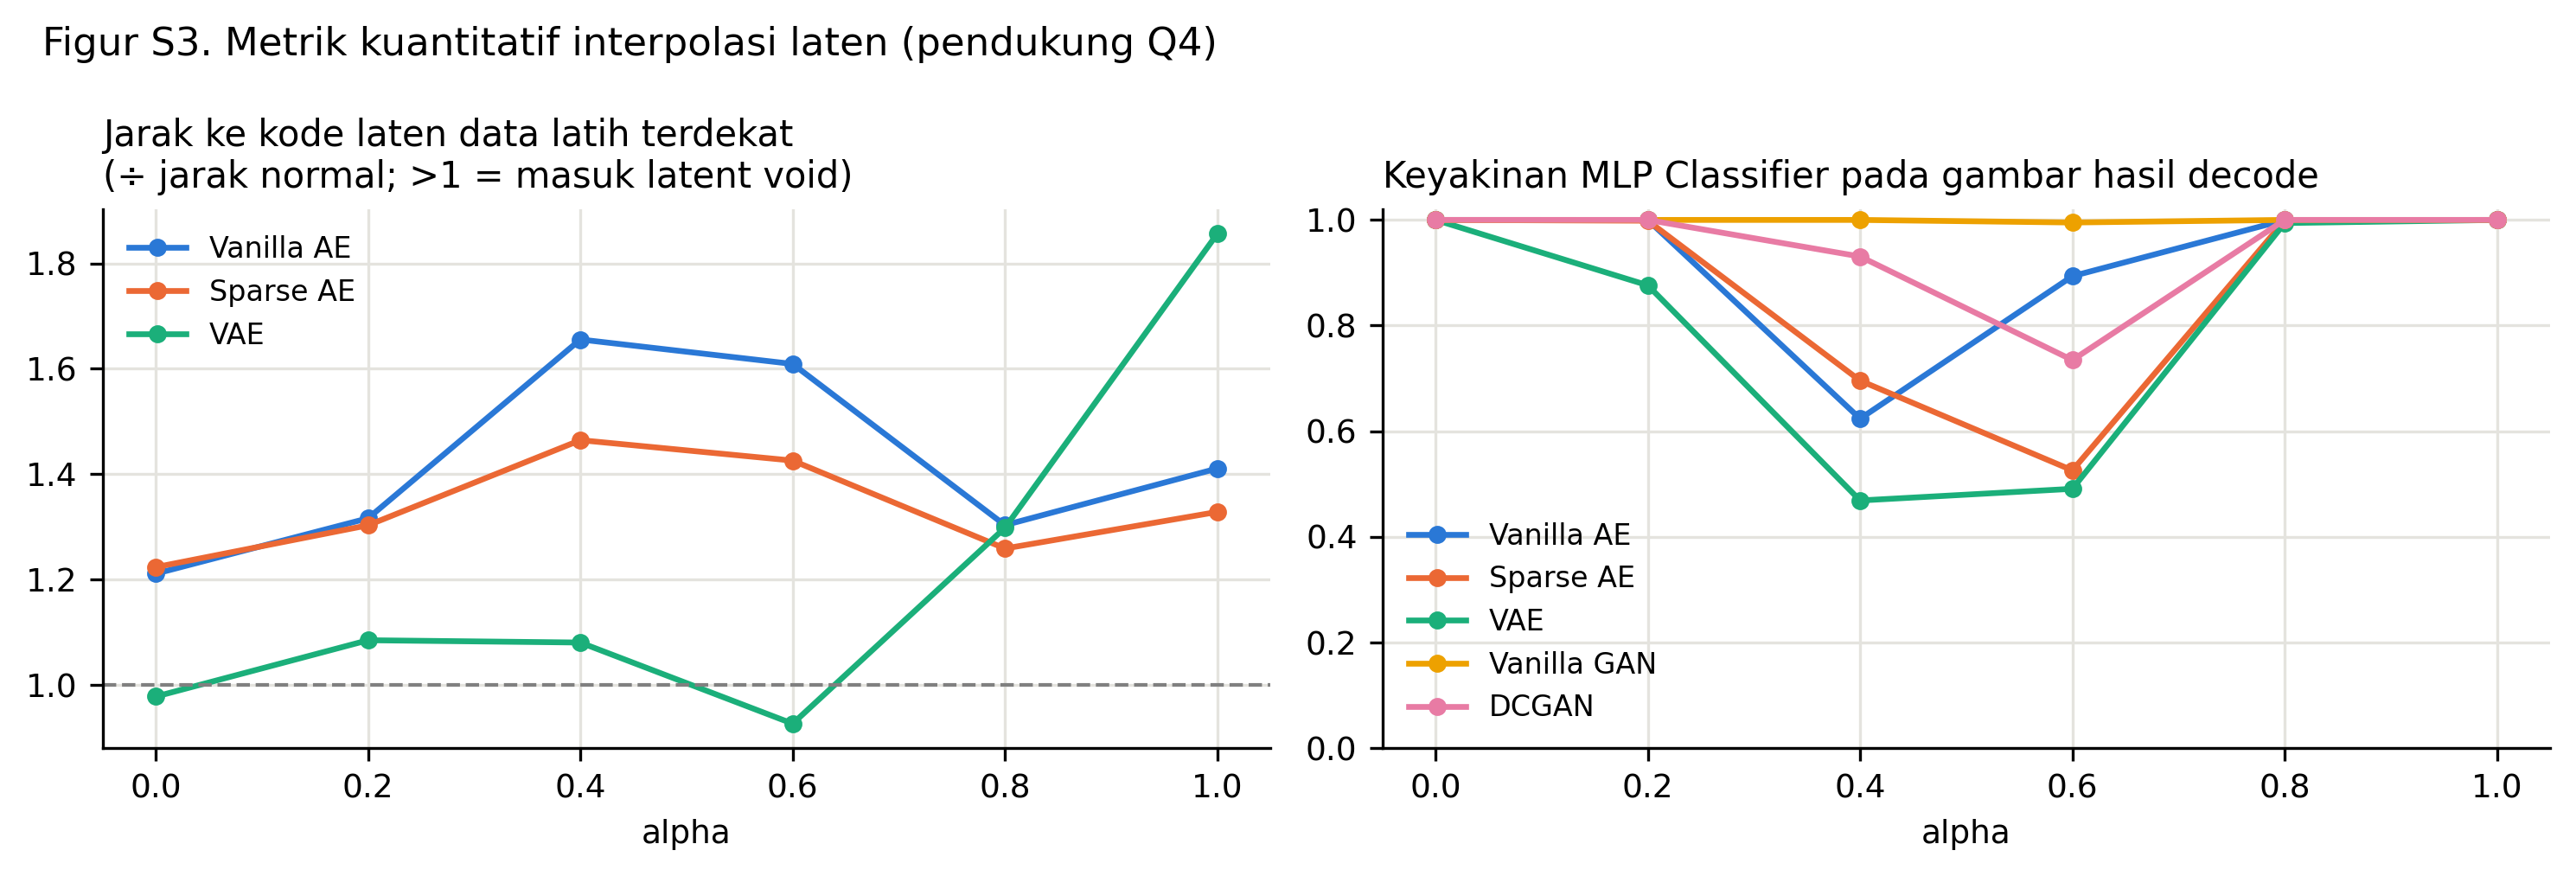 Figur S3. Metrik kuantitatif interpolasi laten (pendukung Q4)
Jarak ke kode laten data latih terdekat
(÷ jarak normal; >1 = masuk latent void)
1.8
1.6
1.4
1.2
1.0
Vanilla AE
Sparse AE
VAE
0.0 0.2 0.4 0.6 0.8 1.0
alpha
Keyakinan MLP Classifier pada gambar hasil decode
1.0
0.8
0.6
0.4
0.2
0.0
Vanilla AE
Sparse AE
VAE
Vanilla GAN
DCGAN
0.0 0.2 0.4 0.6 0.8 1.0
alpha